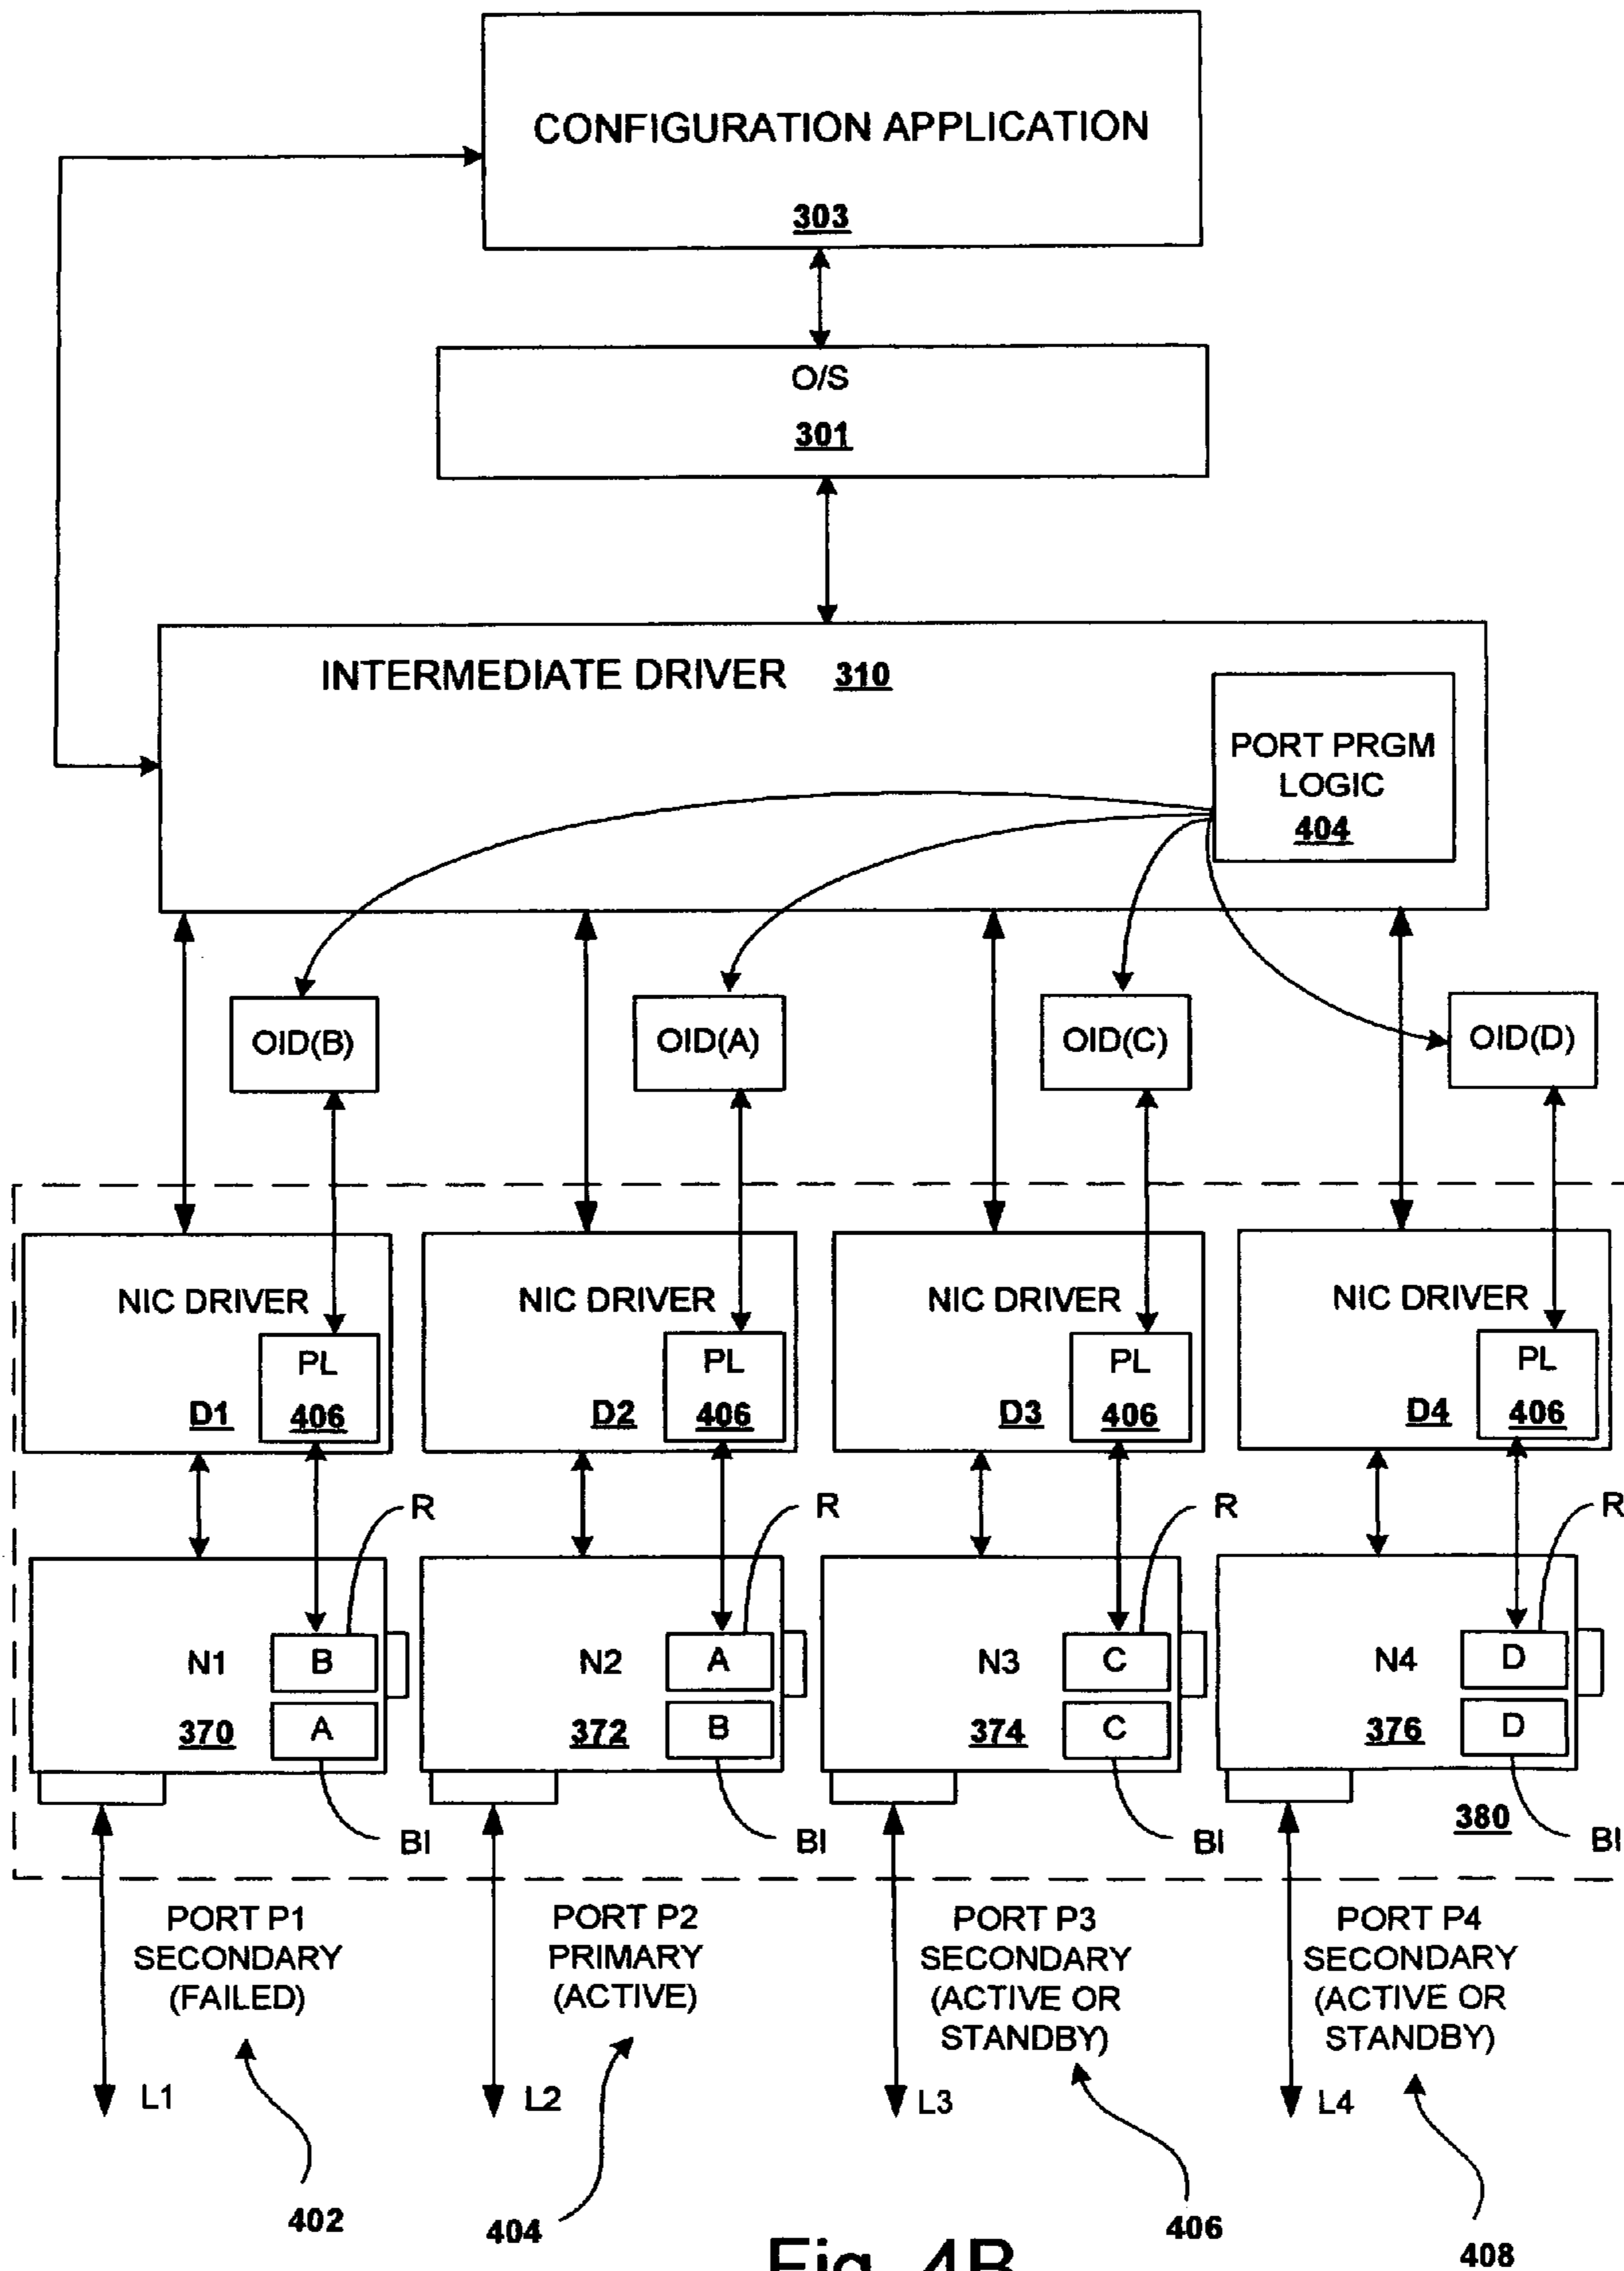 CONFIGURATION APPLICATION
303
O/S
301
INTERMEDIATE DRIVER 310
PORT PRGM
LOGIC
404
OID(B)
OID(A)
OID(C)
OID(D)
NIC DRIVER
PL
D1
406
NIC DRIVER
PL
D2
406
NIC DRIVER
PL
D3
406
NIC DRIVER
PL
D4
406
R
R
R
R
N1
B
370
A
N2
A
372
B
N3
C
374
C
N4
D
376
D
380
BI
BI
BI
BI
PORT P1
SECONDARY
(FAILED)
PORT P2
PRIMARY
(ACTIVE)
PORT P3
SECONDARY
(ACTIVE OR
STANDBY)
PORT P4
SECONDARY
(ACTIVE OR
STANDBY)
L1
L2
L3
L4
402
404
406
408
Fig. 4B